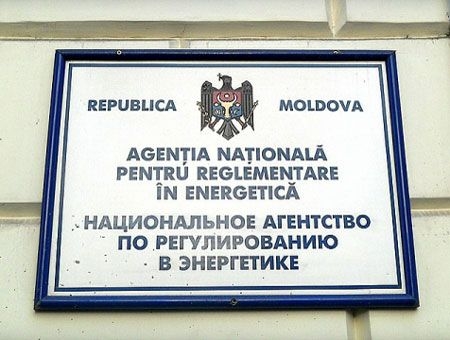 REPUBLICA MOLDOVA
AGENȚIA NAȚIONALĂ
PENTRU REGLEMENTARE
ÎN ENERGETICĂ
НАЦИОНАЛЬНОЕ АГЕНТСТВО
ПО РЕГУЛИРОВАНИЮ
В ЭНЕРГЕТИКЕ